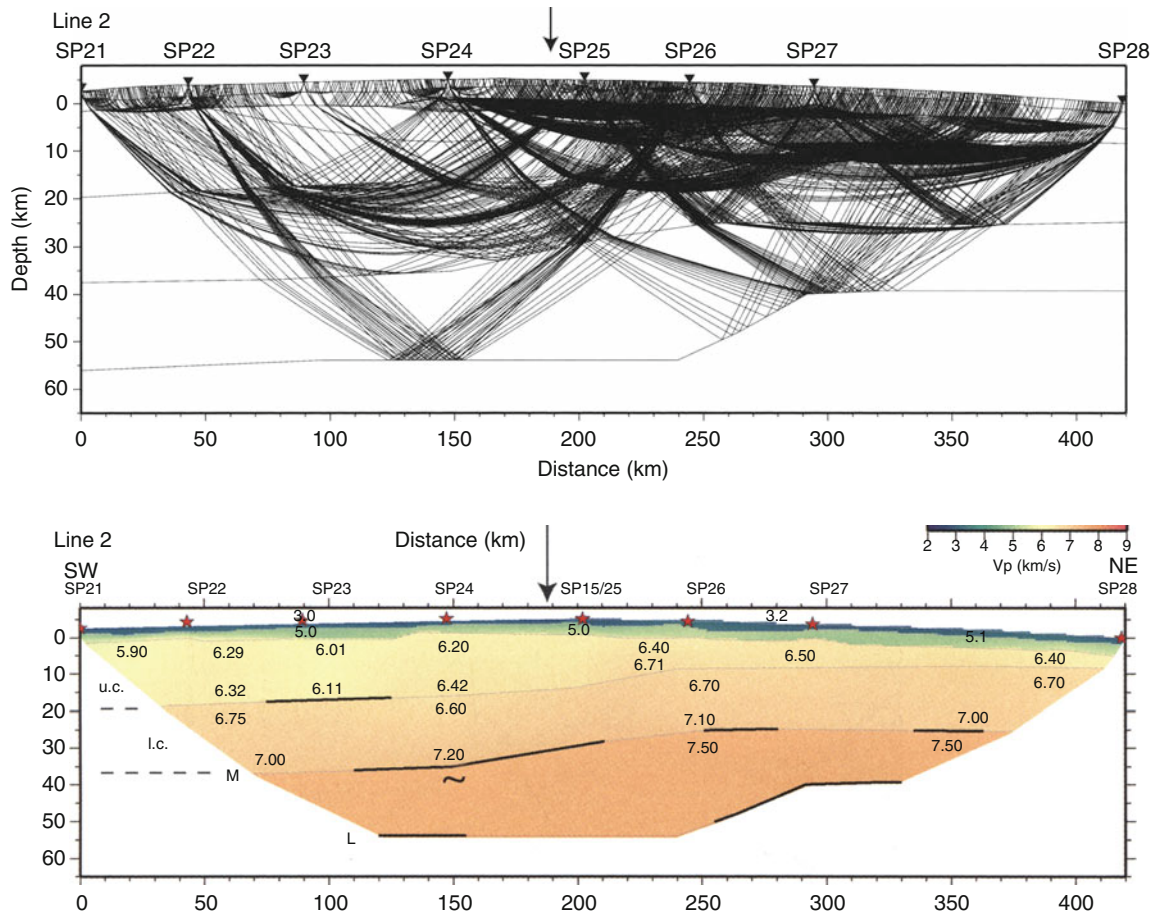 Line 2
SP21 SP22 SP23 SP24 SP25 SP26 SP27 SP28
0
10
20
30
40
50
60
Depth (km)
0 50 100 150 200 250 300 350 400
Distance (km)
Line 2 Distance (km)
2 3 4 5 6 7 8 9
Vp (km/s)
SW NE
SP21 SP22 SP23 SP24 SP15/25 SP26 SP27 SP28
3.0 3.2
0 5.0 5.0 5.1
5.90 6.29 6.01 6.20 6.40 6.50 6.40
6.71
10
u.c. 6.32 6.11 6.42 6.70 6.70
20 6.75 6.60
7.10 7.00
30 l.c. 7.00 7.20 7.50 7.50
M
40 ~
50
L
60
0 50 100 150 200 250 300 350 400